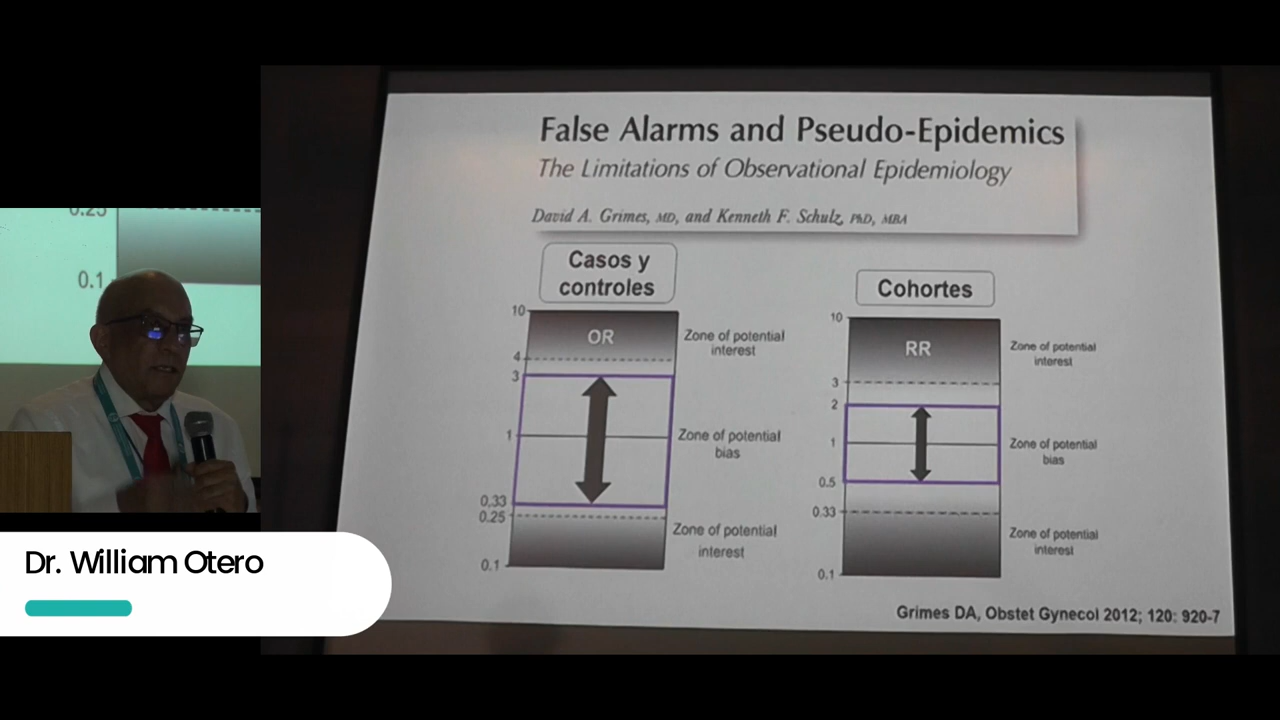 False Alarms and Pseudo-Epidemics
The Limitations of Observational Epidemiology
David A. Grimes, MD, and Kenneth F. Schulz, PhD, MBA
Casos y
controles
10
OR
4
3
1
0.33
0.25
0.1
Zone of potential
interest
Zone of potential
bias
Zone of potential
interest
Cohortes
10
RR
3
2
1
0.5
0.33
0.1
Zone of potential
interest
Zone of potential
bias
Zone of potential
interest
Grimes DA, Obstet Gynecol 2012; 120: 920-7
0.25
0.1
Dr. William Otero